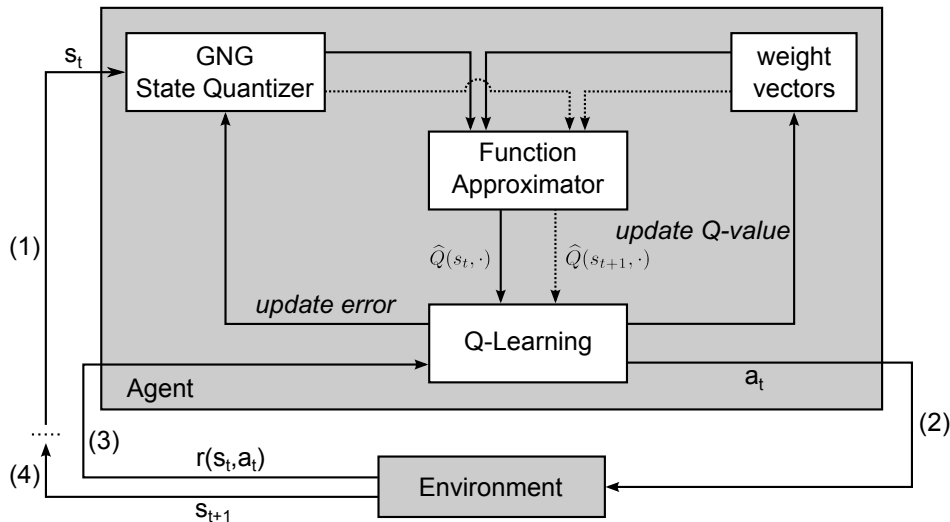 s_t
GNG
State Quantizer
weight
vectors
Function
Approximator
(1)
update Q-value
Q̂(s_t, ·)
Q̂(s_{t+1}, ·)
update error
Q-Learning
Agent
a_t
(2)
(3)
r(s_t,a_t)
(4)
Environment
s_{t+1}